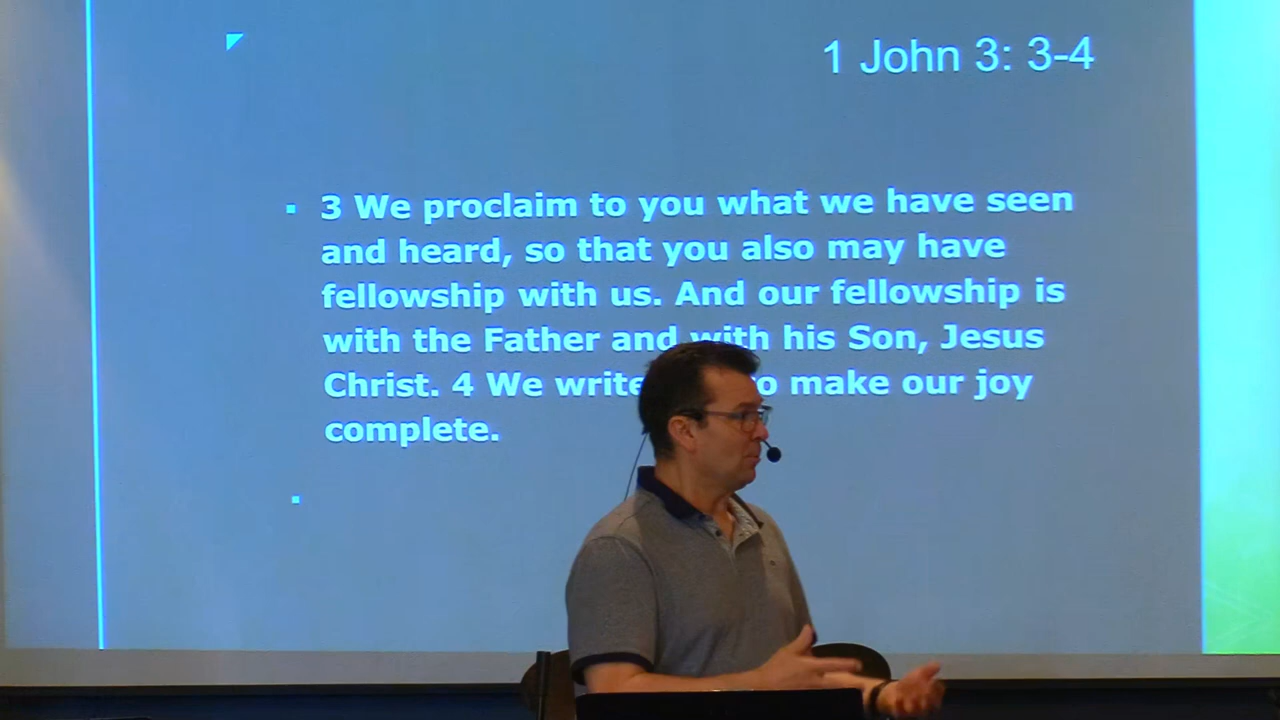 1 John 3: 3-4
3 We proclaim to you what we have seen
and heard, so that you also may have
fellowship with us. And our fellowship is
with the Father and with his Son, Jesus
Christ. 4 We write make our joy
complete.